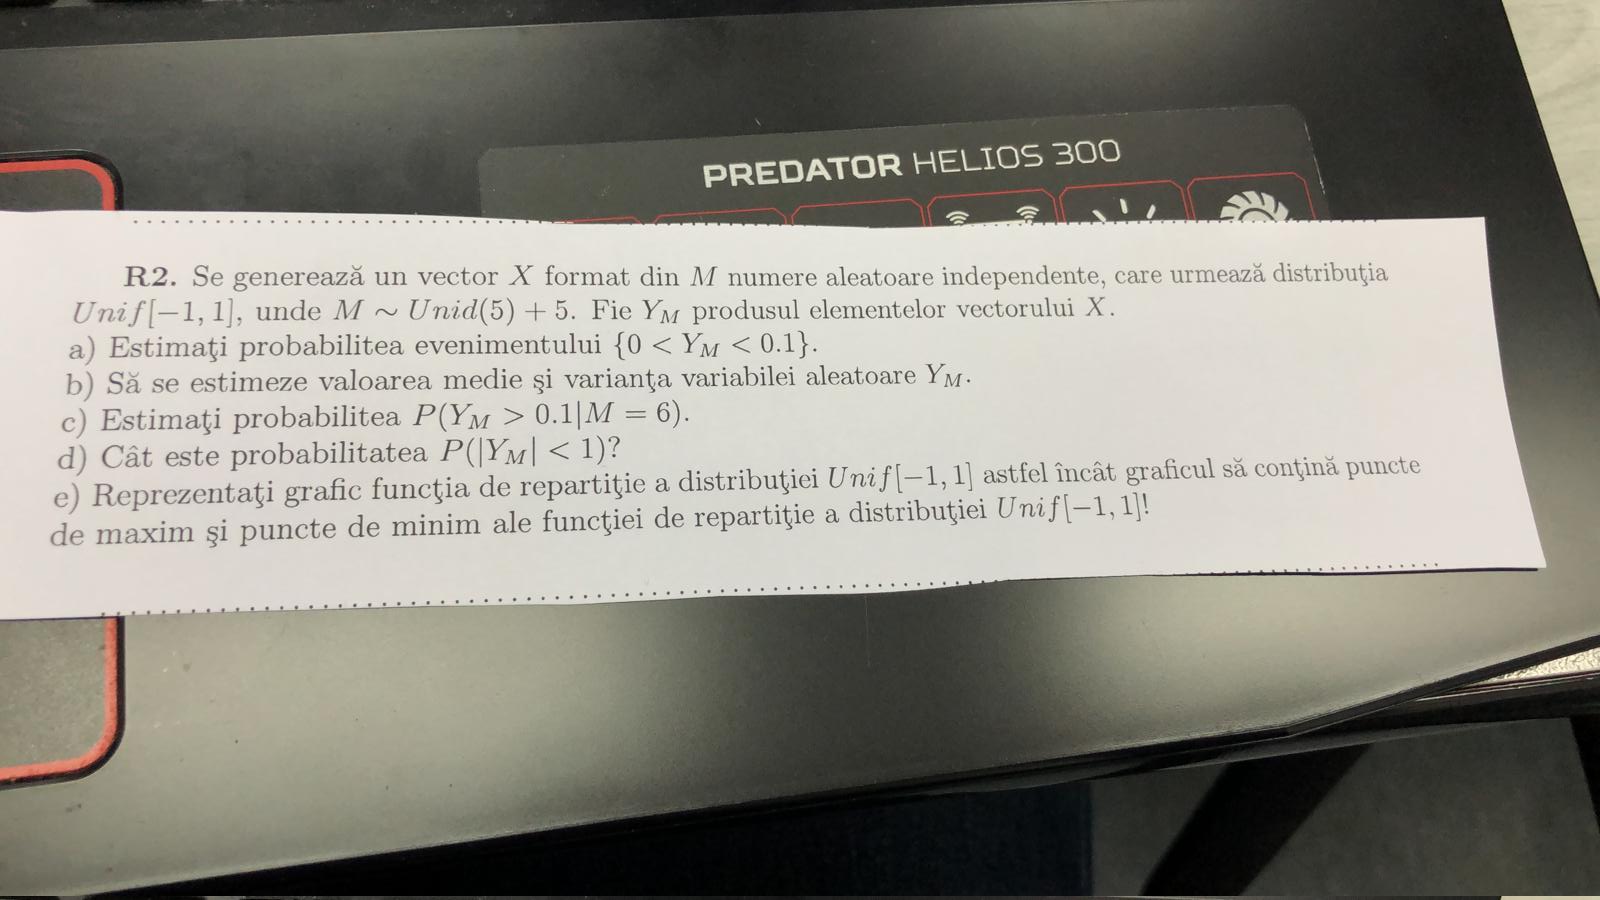 PREDATOR HELIOS 300
R2. Se generează un vector X format din M numere aleatoare independente, care urmează distribuţia
Unif[−1, 1], unde M ∼ Unid(5) + 5. Fie Y_M produsul elementelor vectorului X.
a) Estimaţi probabilitea evenimentului {0 < Y_M < 0.1}.
b) Să se estimeze valoarea medie şi varianţa variabilei aleatoare Y_M.
c) Estimaţi probabilitea P(Y_M > 0.1|M = 6).
d) Cât este probabilitatea P(|Y_M| < 1)?
e) Reprezentaţi grafic funcţia de repartiţie a distribuţiei Unif[−1, 1] astfel încât graficul să conţină puncte
de maxim şi puncte de minim ale funcţiei de repartiţie a distribuţiei Unif[−1, 1]!